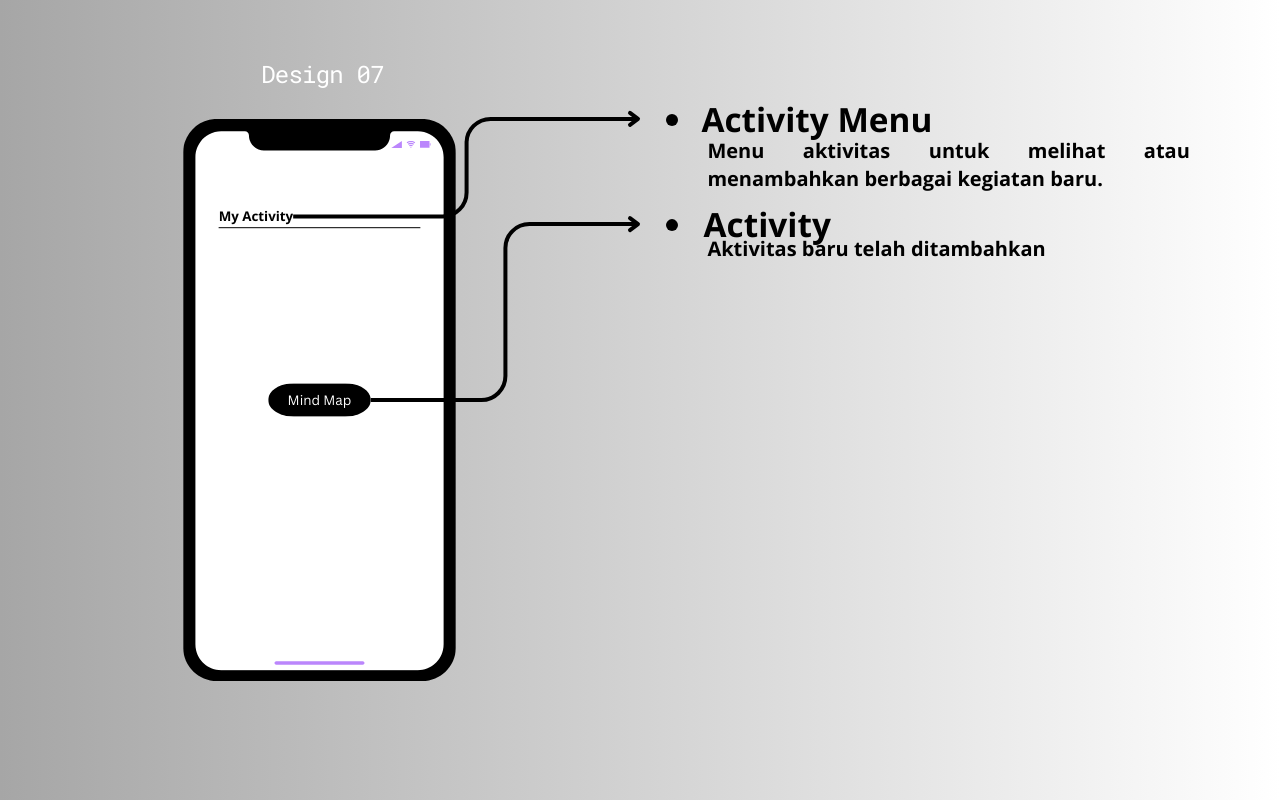 Design 07
My Activity
Mind Map
Activity Menu
Menu aktivitas untuk melihat atau
menambahkan berbagai kegiatan baru.
Activity
Aktivitas baru telah ditambahkan